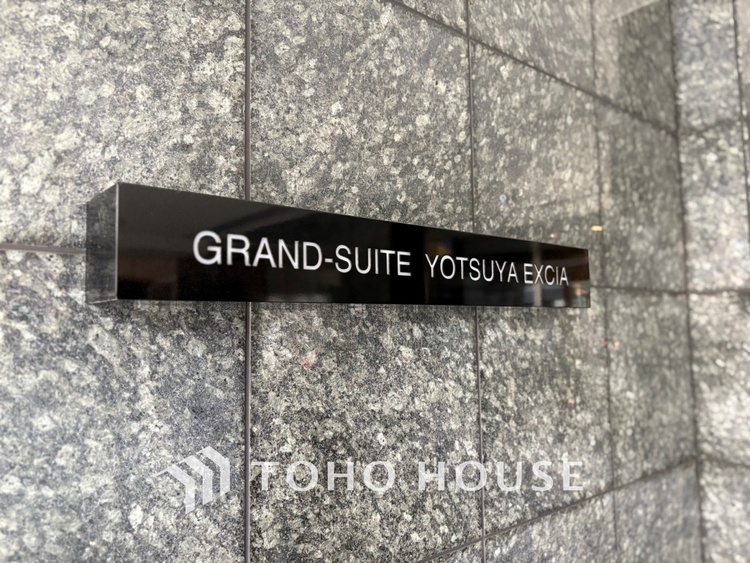 GRAND-SUITE YOTSUYA EXCIA
TOHO HOUSE